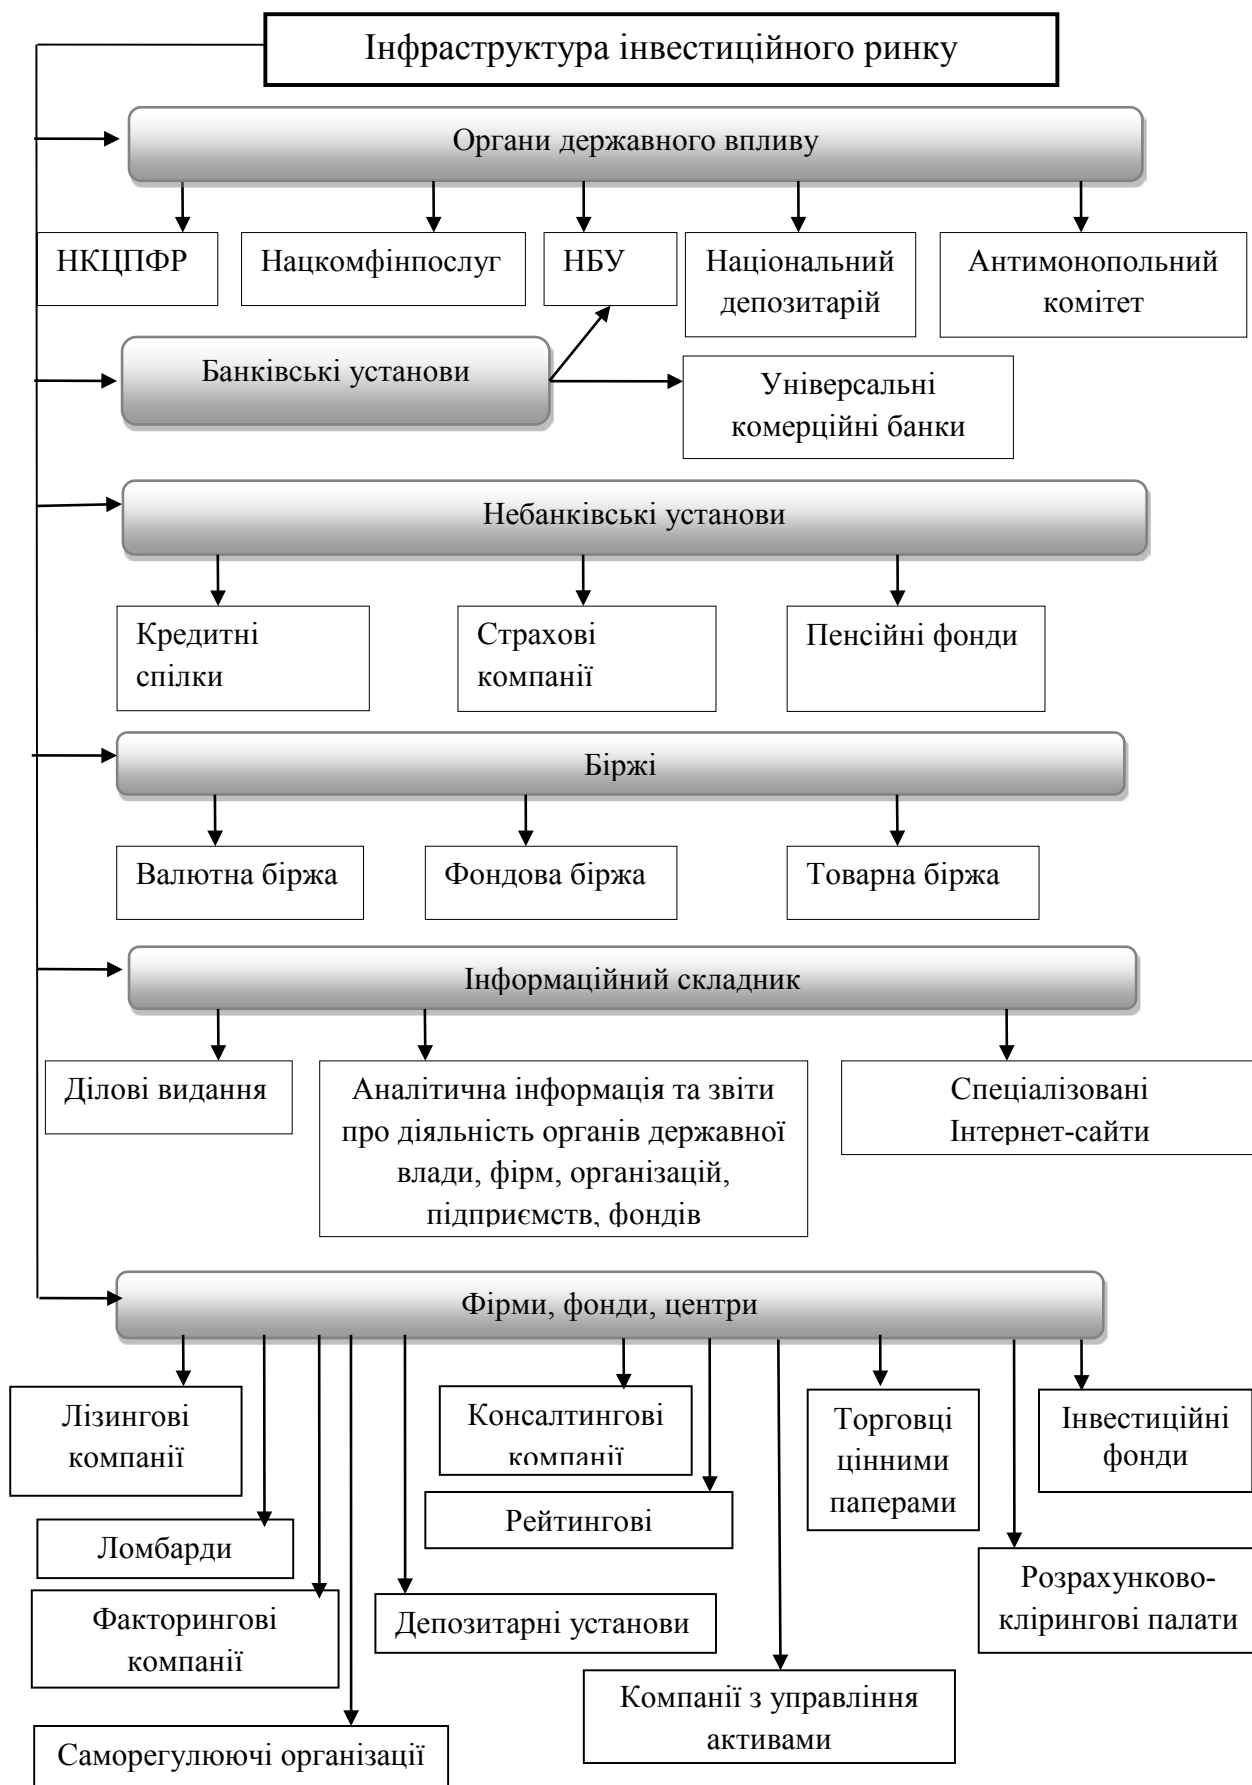 Інфраструктура інвестиційного ринку
Органи державного впливу
НКЦПФР
Нацкомфінпослуг
НБУ
Національний
депозитарій
Антимонопольний
комітет
Банківські установи
Універсальні
комерційні банки
Небанківські установи
Кредитні
спілки
Страхові
компанії
Пенсійні фонди
Біржі
Валютна біржа
Фондова біржа
Товарна біржа
Інформаційний складник
Ділові видання
Аналітична інформація та звіти
про діяльність органів державної
влади, фірм, організацій,
підприємств, фондів
Спеціалізовані
Інтернет-сайти
Фірми, фонди, центри
Лізингові
компанії
Консалтингові
компанії
Торговці
цінними
паперами
Інвестиційні
фонди
Рейтингові
Ломбарди
Розрахунково-
клірингові палати
Факторингові
компанії
Депозитарні установи
Компанії з управління
активами
Саморегулюючі організації